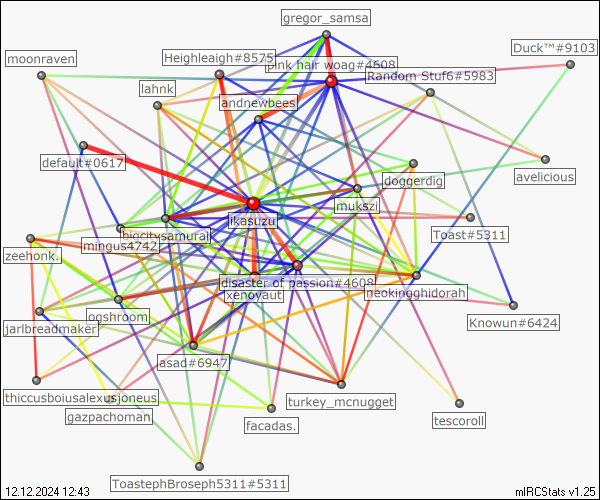 gregor_samsa
Duck™#9103
moonraven
Heighleigh#8575
pink hair woag#4608
Random Stuf6#5983
lahnk
andnewbees
default#0617
doggerdig
avelicious
mukszi
ikasuzu
bigcitysamurai
Toast#5311
mingus4742
zeehonk.
disaster of passion#4608
xenoyaut
neokingghidorah
ogshroom
jarlbreadmaker
Knowun#6424
asad#6947
thiccusboiusalexusjoneus
turkey_mcnugget
gazpachoman
facadas.
tescoroll
ToastephBroseph5311#5311
12.12.2024 12:43
mIRCStats v1.25